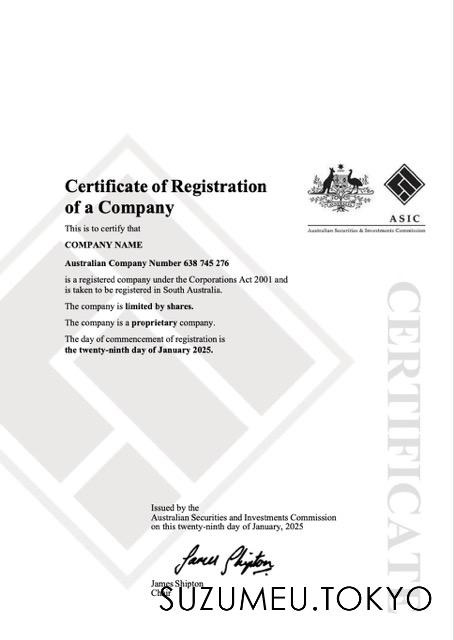 Certificate of Registration
of a Company
This is to certify that
COMPANY NAME
Australian Company Number 638 745 276
is a registered company under the Corporations Act 2001 and
is taken to be registered in South Australia.
The company is limited by shares.
The company is a proprietary company.
The day of commencement of registration is
the twenty-ninth day of January 2025.
ASIC
Australian Securities & Investments Commission
CERTIFICATE
Issued by the
Australian Securities and Investments Commission
on this twenty-ninth day of January, 2025
James Shipton
James Shipton
Chair
SUZUMEU.TOKYO